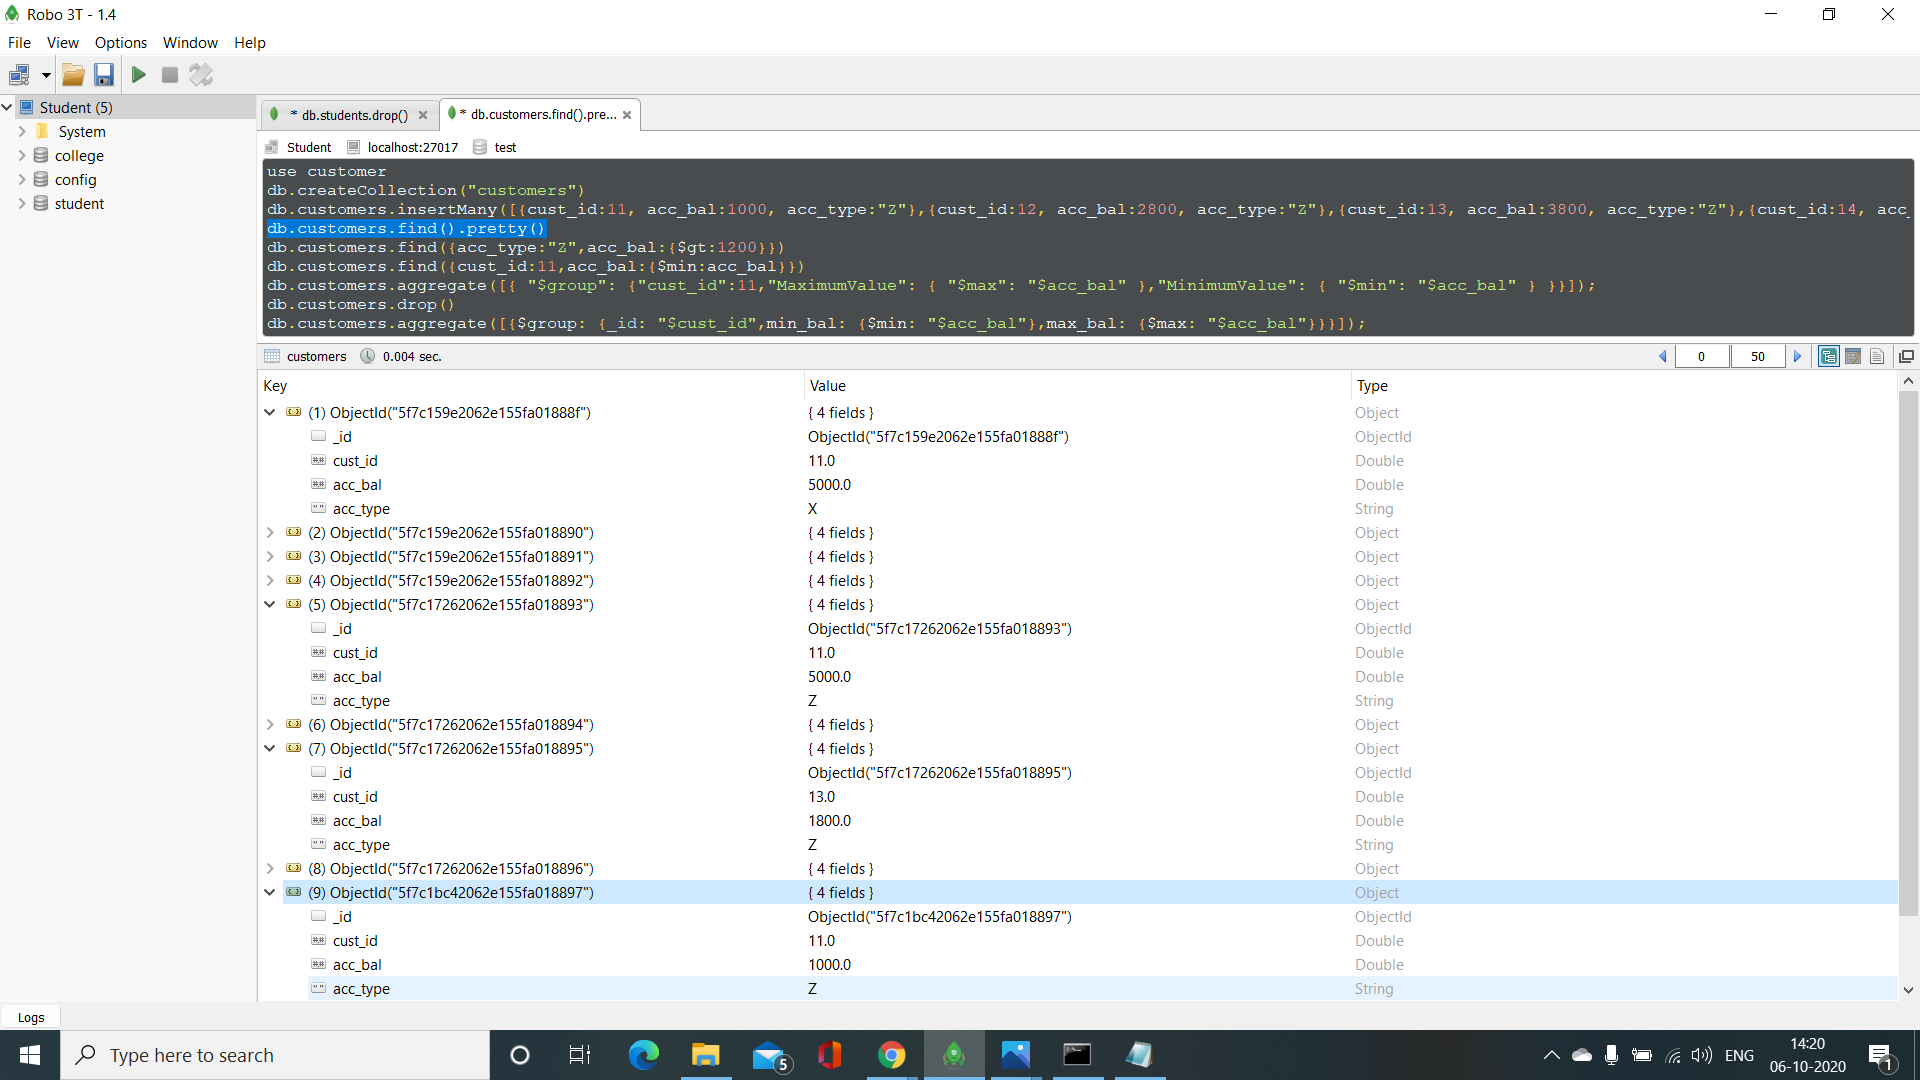 Robo 3T - 1.4
File View Options Window Help
Student (5)
System
college
config
student
* db.students.drop()
* db.customers.find().pre...
Student localhost:27017 test
use customer
db.createCollection("customers")
db.customers.insertMany([{cust_id:11, acc_bal:1000, acc_type:"Z"},{cust_id:12, acc_bal:2800, acc_type:"Z"},{cust_id:13, acc_bal:3800, acc_type:"Z"},{cust_id:14, acc_
db.customers.find().pretty()
db.customers.find({acc_type:"Z",acc_bal:{$gt:1200}})
db.customers.find({cust_id:11,acc_bal:{$min:acc_bal}})
db.customers.aggregate([{ "$group": {"cust_id":11,"MaximumValue": { "$max": "$acc_bal" },"MinimumValue": { "$min": "$acc_bal" } }}]);
db.customers.drop()
db.customers.aggregate([{$group: {_id: "$cust_id",min_bal: {$min: "$acc_bal"},max_bal: {$max: "$acc_bal"}}}]);
customers 0.004 sec. 0 50
Key Value Type
(1) ObjectId("5f7c159e2062e155fa01888f") { 4 fields } Object
_id ObjectId("5f7c159e2062e155fa01888f") ObjectId
cust_id 11.0 Double
acc_bal 5000.0 Double
acc_type X String
(2) ObjectId("5f7c159e2062e155fa018890") { 4 fields } Object
(3) ObjectId("5f7c159e2062e155fa018891") { 4 fields } Object
(4) ObjectId("5f7c159e2062e155fa018892") { 4 fields } Object
(5) ObjectId("5f7c17262062e155fa018893") { 4 fields } Object
_id ObjectId("5f7c17262062e155fa018893") ObjectId
cust_id 11.0 Double
acc_bal 5000.0 Double
acc_type Z String
(6) ObjectId("5f7c17262062e155fa018894") { 4 fields } Object
(7) ObjectId("5f7c17262062e155fa018895") { 4 fields } Object
_id ObjectId("5f7c17262062e155fa018895") ObjectId
cust_id 13.0 Double
acc_bal 1800.0 Double
acc_type Z String
(8) ObjectId("5f7c17262062e155fa018896") { 4 fields } Object
(9) ObjectId("5f7c1bc42062e155fa018897") { 4 fields } Object
_id ObjectId("5f7c1bc42062e155fa018897") ObjectId
cust_id 11.0 Double
acc_bal 1000.0 Double
acc_type Z String
Logs
Type here to search
5
ENG
14:20
06-10-2020
1